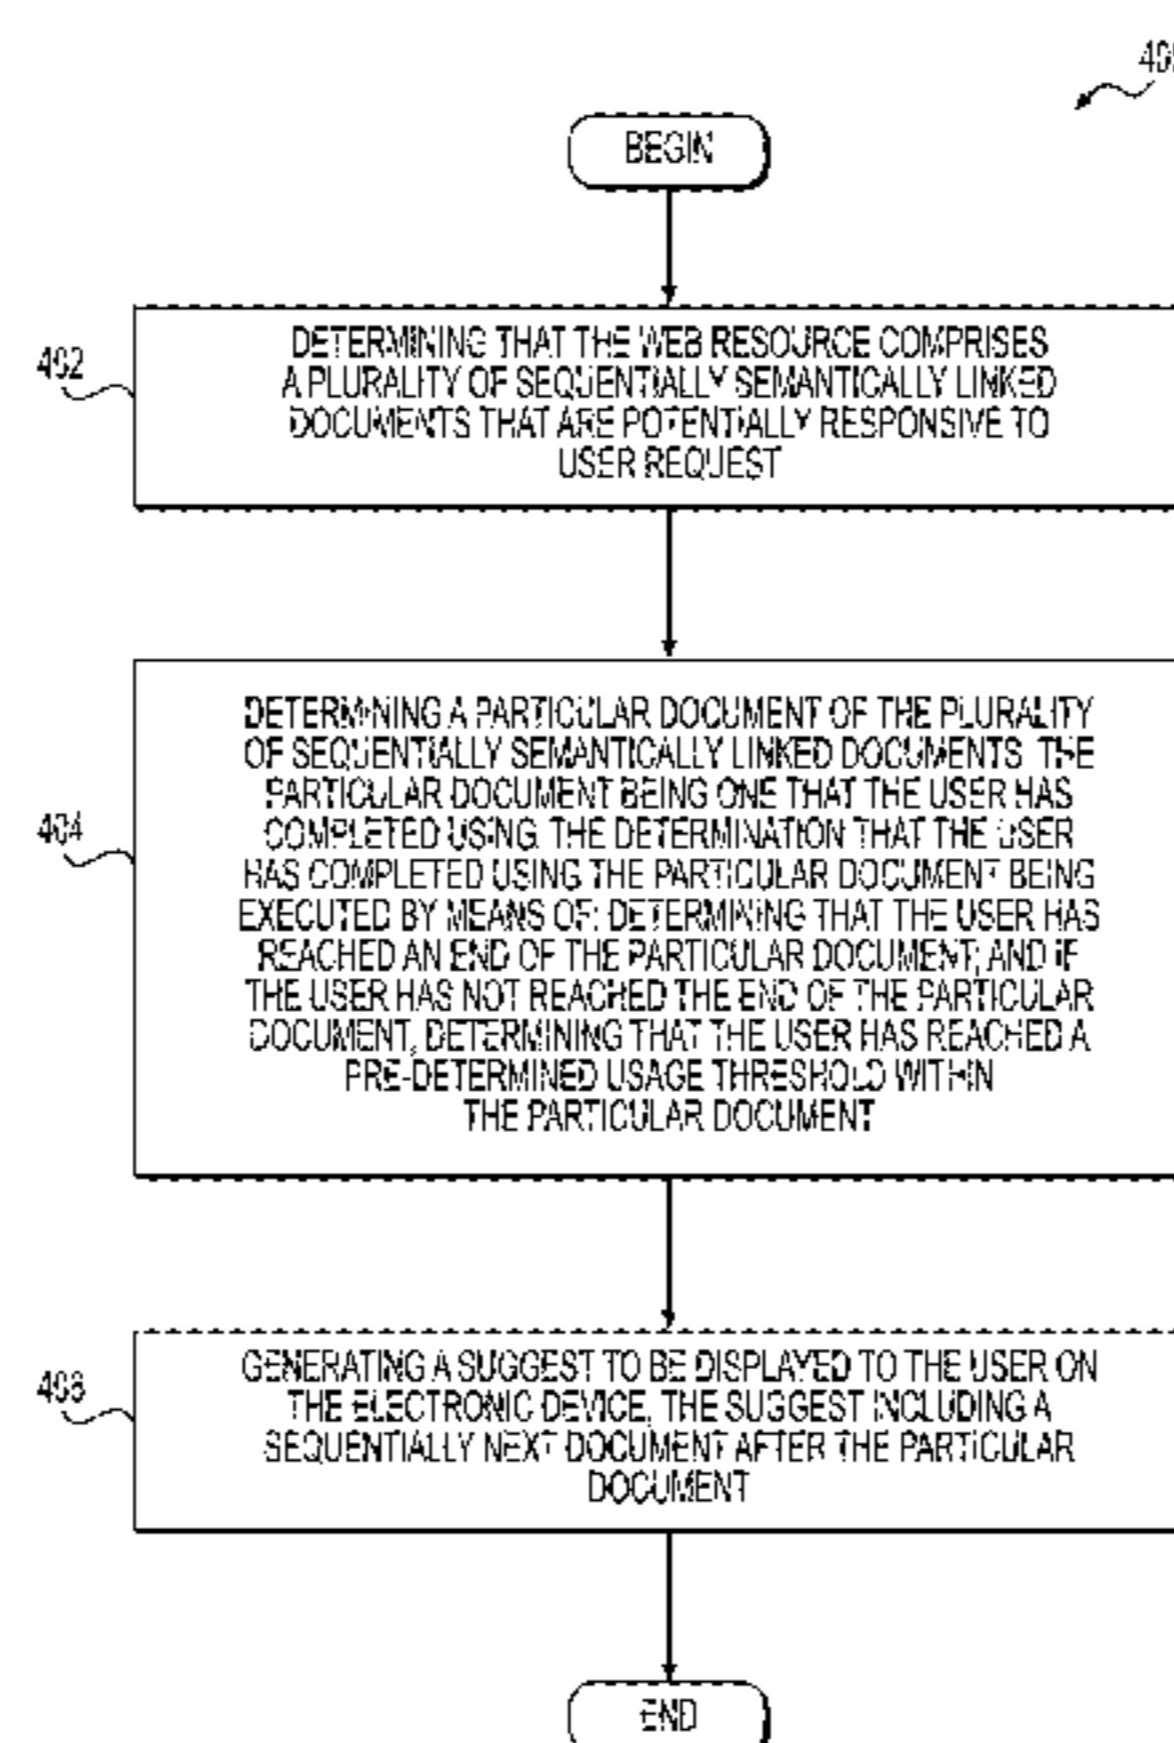 BEGIN
402
DETERMINING THAT THE WEB RESOURCE COMPRISES
A PLURALITY OF SEQUENTIALLY SEMANTICALLY LINKED
DOCUMENTS THAT ARE POTENTIALLY RESPONSIVE TO
USER REQUEST
404
DETERMINING A PARTICULAR DOCUMENT OF THE PLURALITY
OF SEQUENTIALLY SEMANTICALLY LINKED DOCUMENTS THE
PARTICULAR DOCUMENT BEING ONE THAT THE USER HAS
COMPLETED USING, THE DETERMINATION THAT THE USER
HAS COMPLETED USING THE PARTICULAR DOCUMENT BEING
EXECUTED BY MEANS OF: DETERMINING THAT THE USER HAS
REACHED AN END OF THE PARTICULAR DOCUMENT; AND IF
THE USER HAS NOT REACHED THE END OF THE PARTICULAR
DOCUMENT, DETERMINING THAT THE USER HAS REACHED A
PRE-DETERMINED USAGE THRESHOLD WITHIN
THE PARTICULAR DOCUMENT
GENERATING A SUGGEST TO BE DISPLAYED TO THE USER ON
THE ELECTRONIC DEVICE, THE SUGGEST INCLUDING A
SEQUENTIALLY NEXT DOCUMENT AFTER THE PARTICULAR
DOCUMENT
END